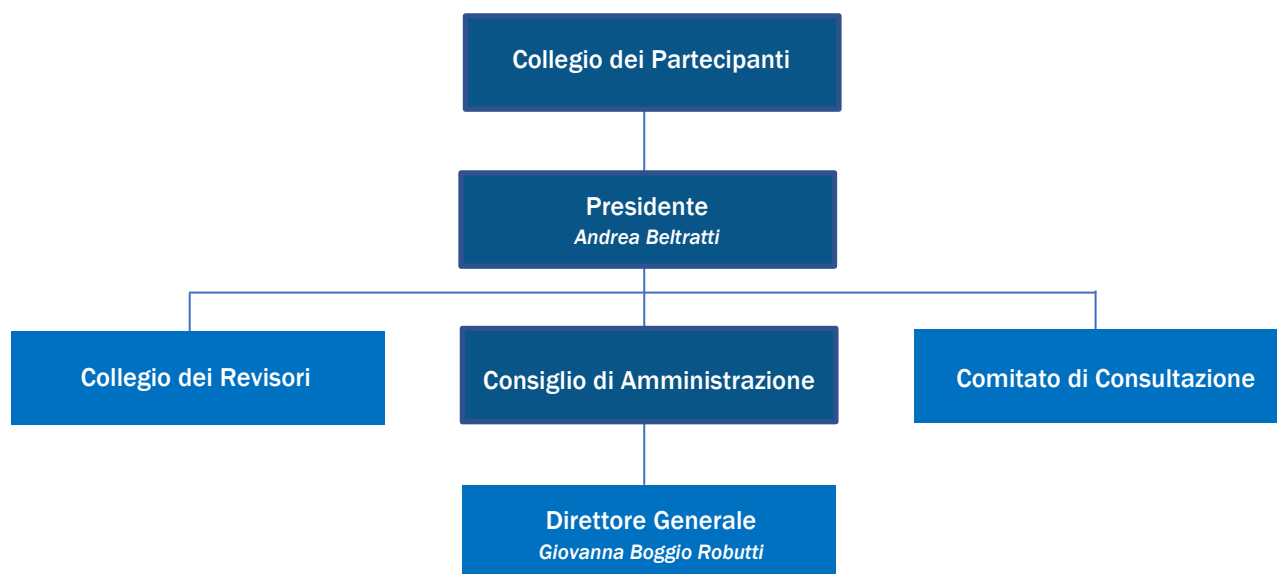 Collegio dei Partecipanti
Presidente
Andrea Beltratti
Collegio dei Revisori
Consiglio di Amministrazione
Comitato di Consultazione
Direttore Generale
Giovanna Boggio Robutti